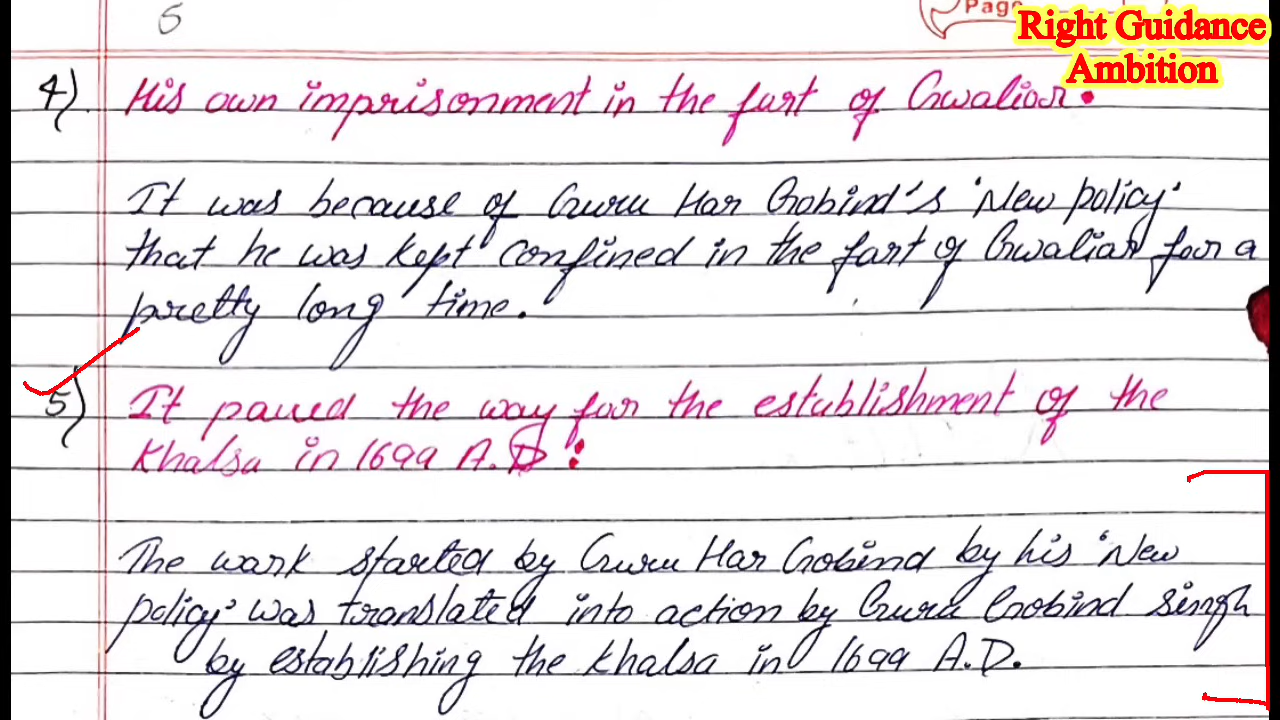 5
Page
Right Guidance
Ambition
4) His own imprisonment in the fort of Gwalior.
It was because of Guru Har Gobind's 'New policy'
that he was kept confined in the fort of Gwalior for a
pretty long time.
5) It paved the way for the establishment of the
Khalsa in 1699 A.D :
The work started by Guru Har Gobind by his 'New
policy' was translated into action by Guru Gobind singh
by establishing the Khalsa in 1699 A.D.